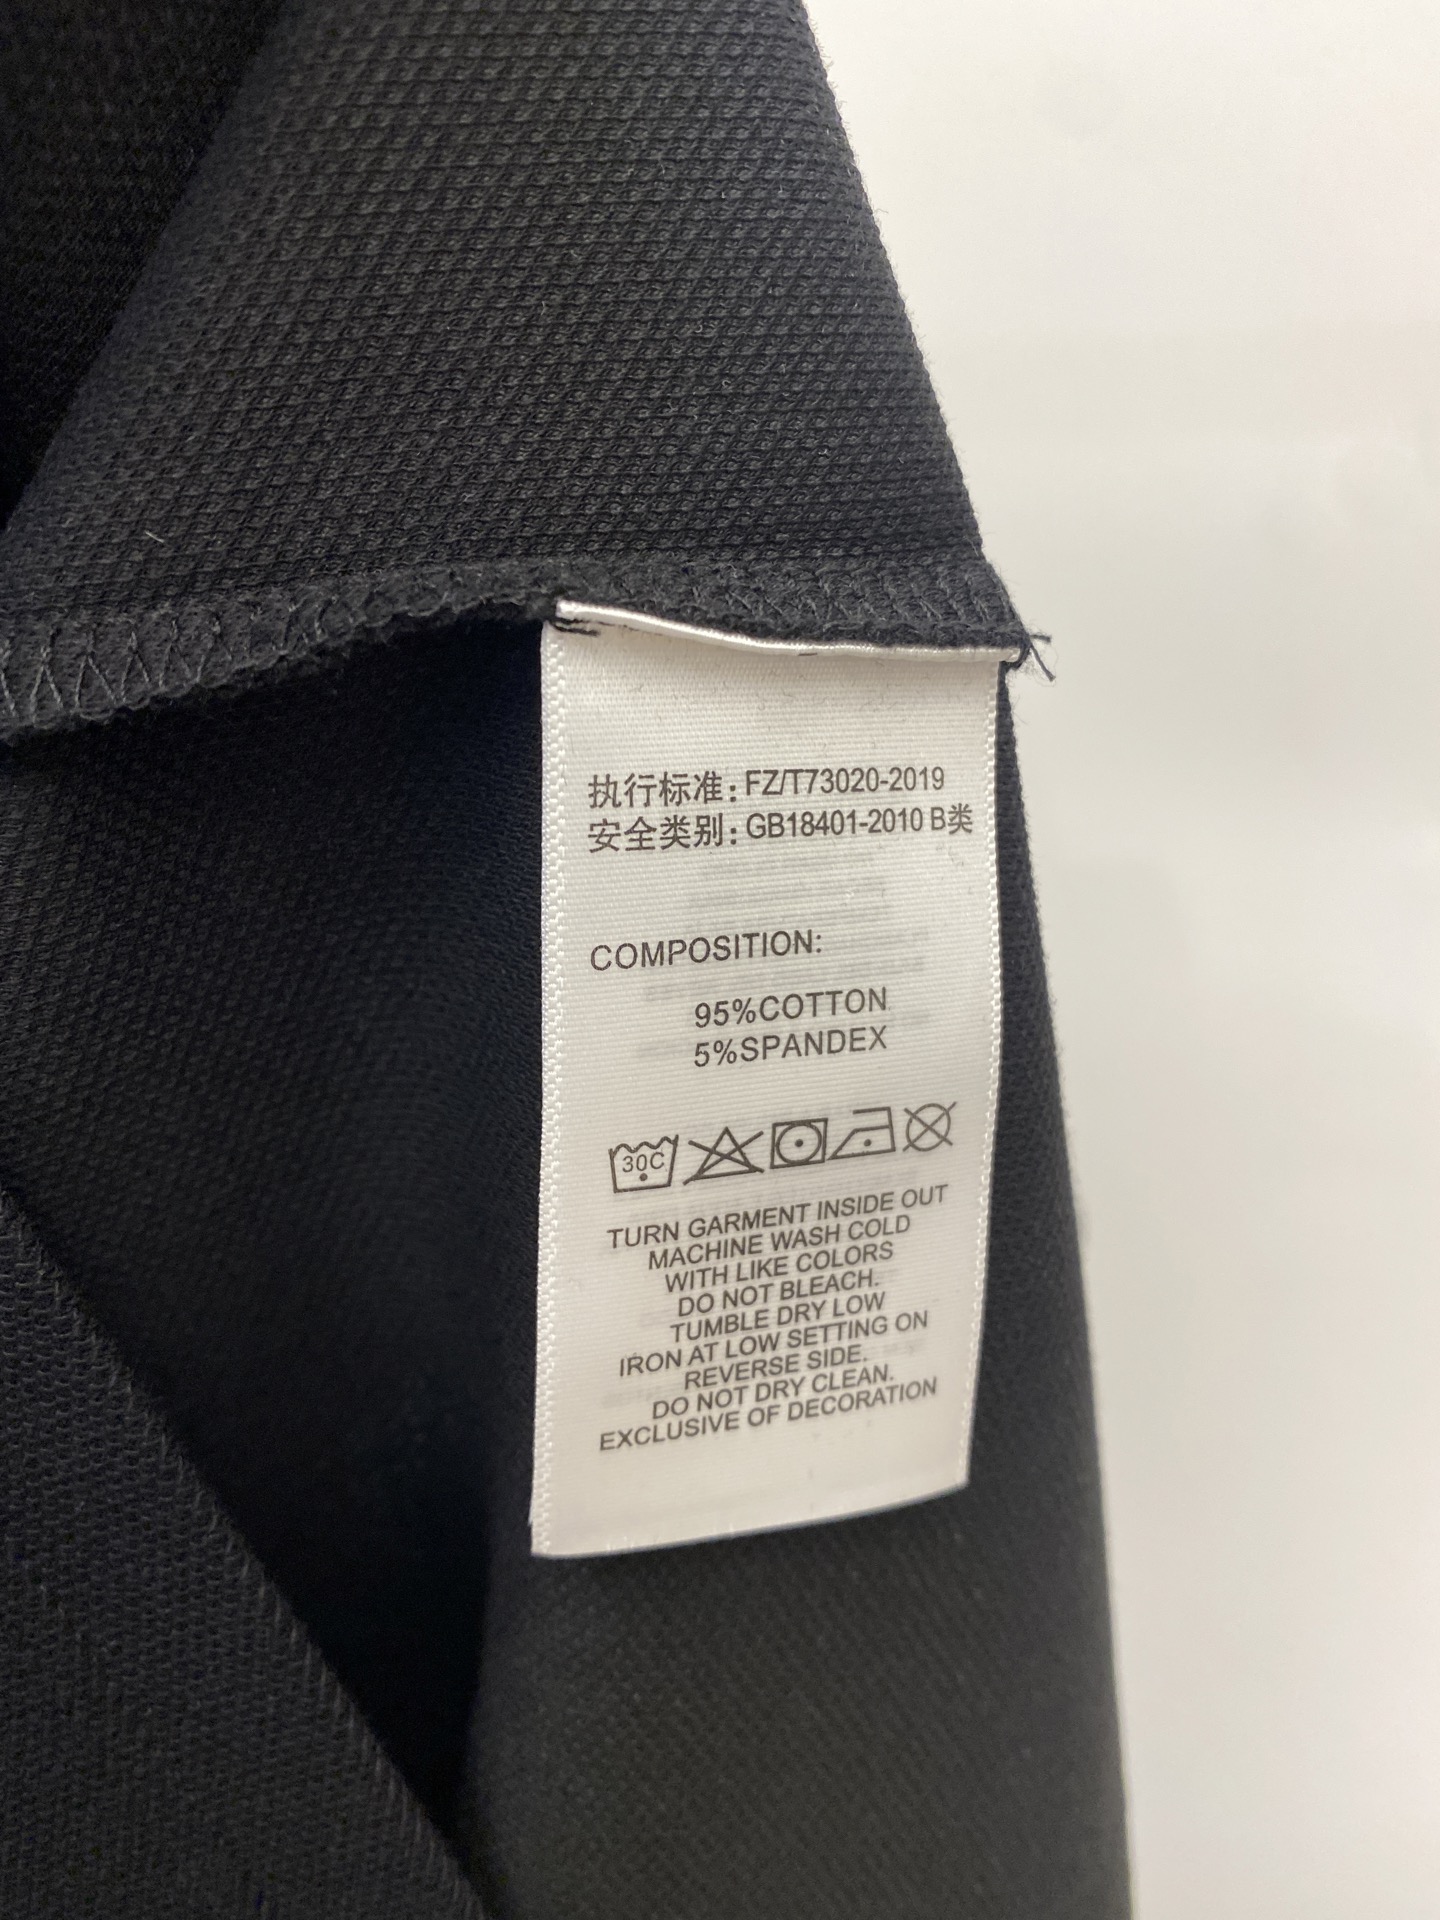 执行标准：FZ/T73020-2019
安全类别：GB18401-2010 B类
COMPOSITION:
95%COTTON
5%SPANDEX
30C
TURN GARMENT INSIDE OUT
MACHINE WASH COLD
WITH LIKE COLORS
DO NOT BLEACH.
TUMBLE DRY LOW
IRON AT LOW SETTING ON
REVERSE SIDE.
DO NOT DRY CLEAN.
EXCLUSIVE OF DECORATION